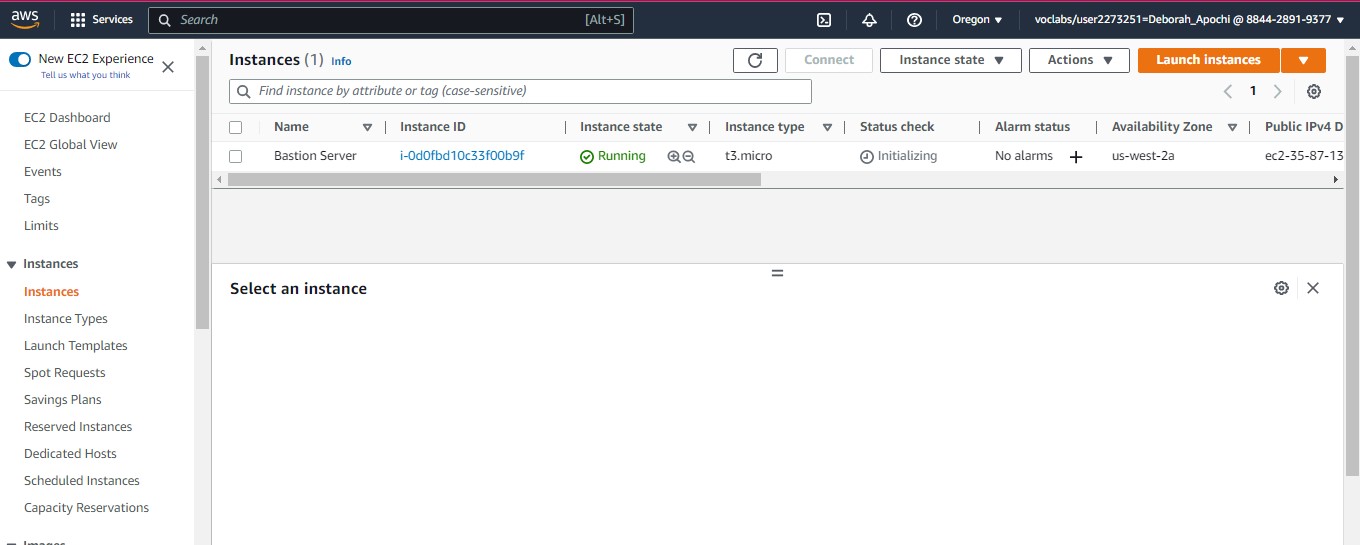 aws Services Search [Alt+S] Oregon voclabs/user2273251=Deborah_Apochi @ 8844-2891-9377
New EC2 Experience
Tell us what you think
EC2 Dashboard
EC2 Global View
Events
Tags
Limits
Instances
Instances
Instance Types
Launch Templates
Spot Requests
Savings Plans
Reserved Instances
Dedicated Hosts
Scheduled Instances
Capacity Reservations
Images
Instances (1) Info Connect Instance state Actions Launch instances
Find instance by attribute or tag (case-sensitive) 1
Name Instance ID Instance state Instance type Status check Alarm status Availability Zone Public IPv4 D
Bastion Server i-0d0fbd10c33f00b9f Running t3.micro Initializing No alarms us-west-2a ec2-35-87-13
Select an instance